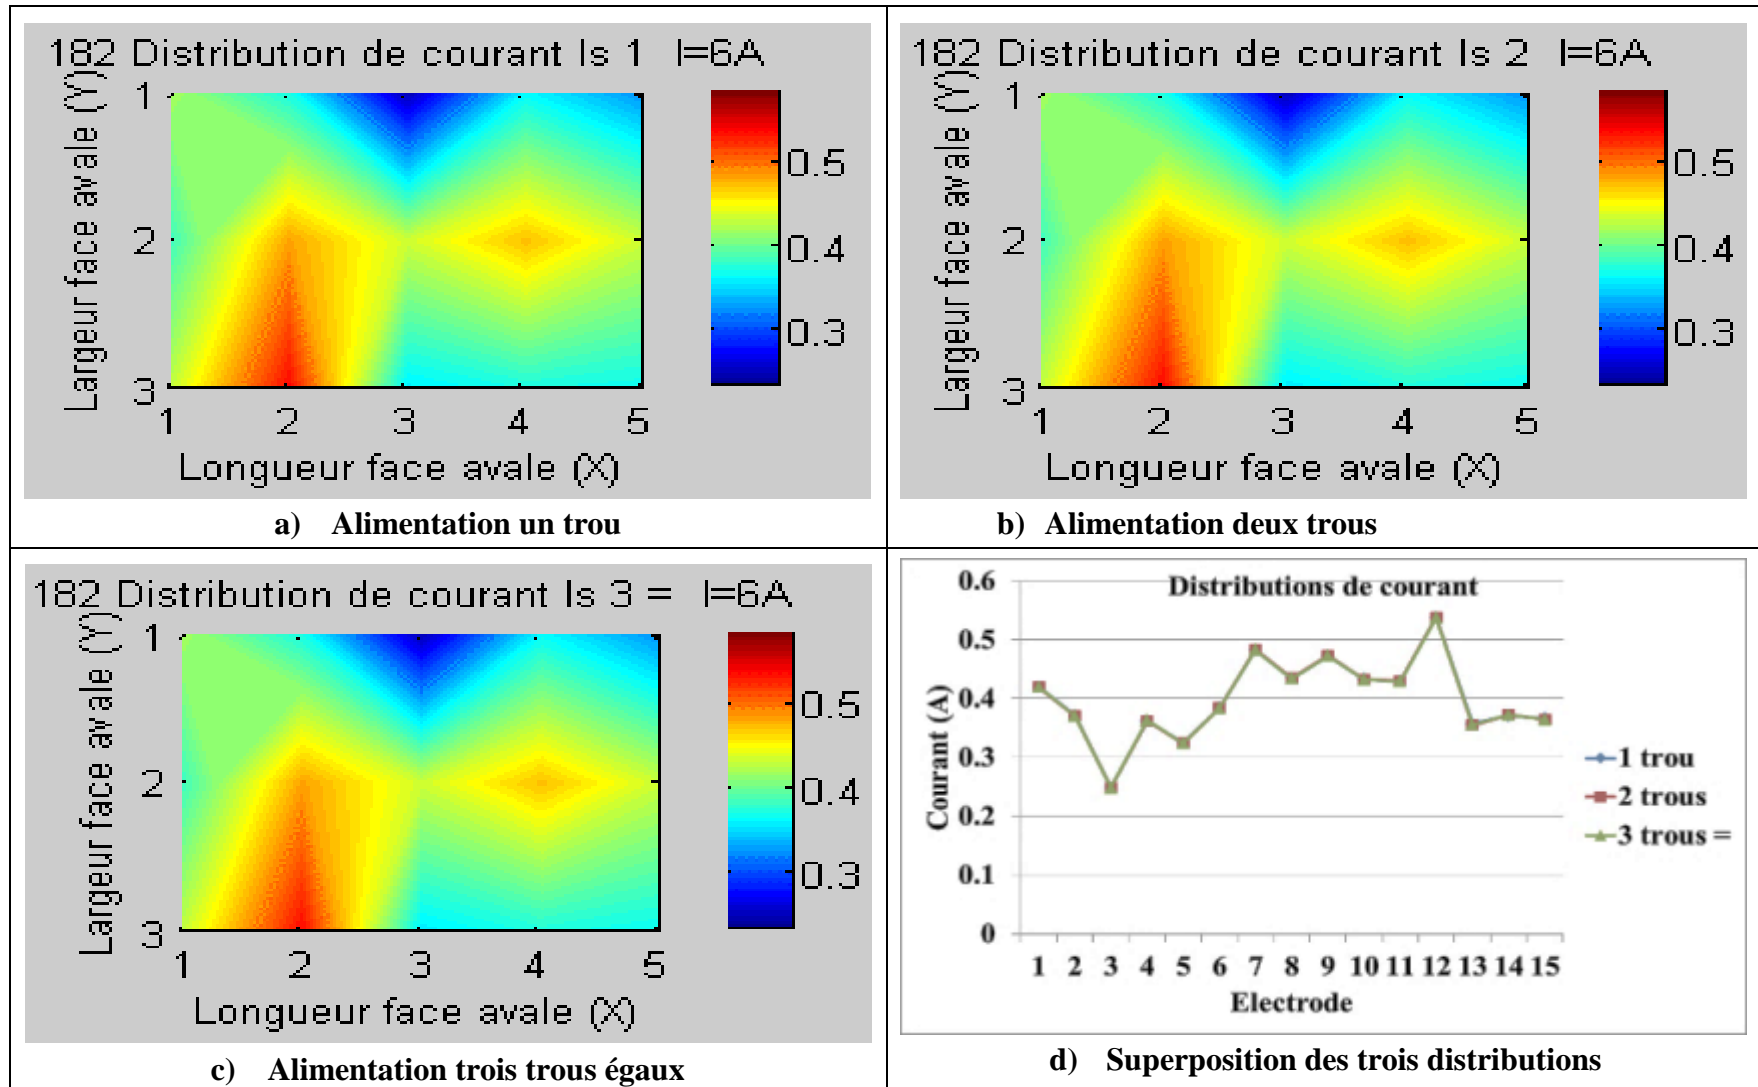 182 Distribution de courant Is 1 I=6A
Largeur face avale (Y)
1
2
3
1 2 3 4 5
Longueur face avale (X)
0.5
0.4
0.3
a) Alimentation un trou
182 Distribution de courant Is 2 I=6A
Largeur face avale (Y)
1
2
3
1 2 3 4 5
Longueur face avale (X)
0.5
0.4
0.3
b) Alimentation deux trous
182 Distribution de courant Is 3 = I=6A
Largeur face avale (Y)
1
2
3
1 2 3 4 5
Longueur face avale (X)
0.5
0.4
0.3
c) Alimentation trois trous égaux
Distributions de courant
Courant (A)
0.6
0.5
0.4
0.3
0.2
0.1
0
1 2 3 4 5 6 7 8 9 10 11 12 13 14 15
Electrode
1 trou
2 trous
3 trous =
d) Superposition des trois distributions